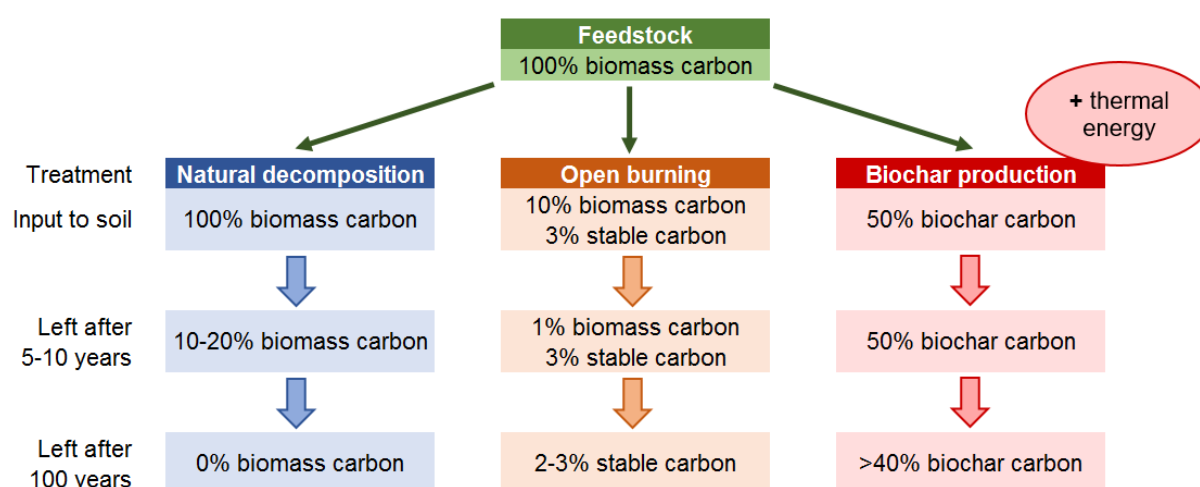 Feedstock
100% biomass carbon
+ thermal
energy
Treatment
Natural decomposition
Open burning
Biochar production
Input to soil
100% biomass carbon
10% biomass carbon
3% stable carbon
50% biochar carbon
Left after
5-10 years
10-20% biomass carbon
1% biomass carbon
3% stable carbon
50% biochar carbon
Left after
100 years
0% biomass carbon
2-3% stable carbon
>40% biochar carbon